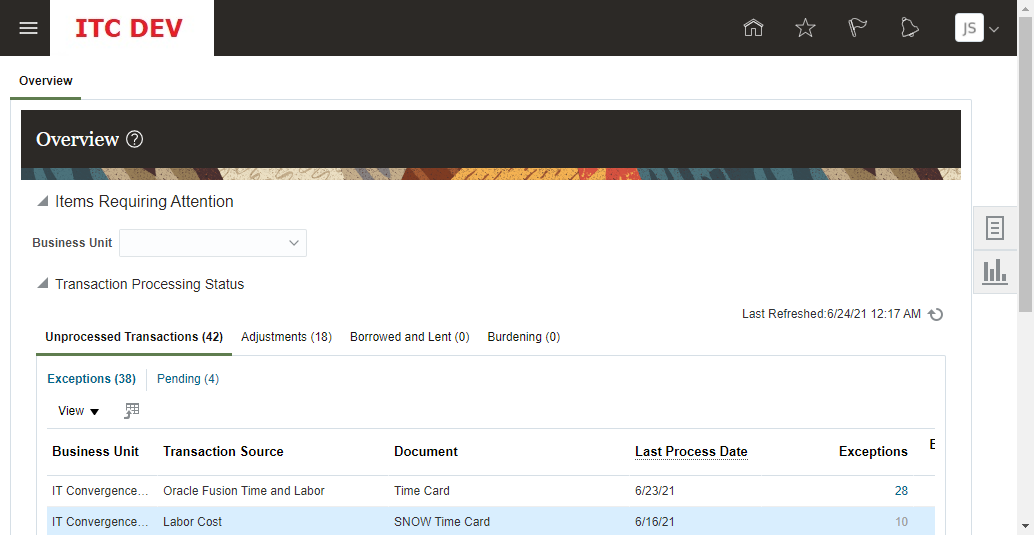 ITC DEV
JS
Overview
Overview ?
Items Requiring Attention
Business Unit
Transaction Processing Status
Last Refreshed:6/24/21 12:17 AM
Unprocessed Transactions (42) Adjustments (18) Borrowed and Lent (0) Burdening (0)
Exceptions (38) Pending (4)
View
Business Unit Transaction Source Document Last Process Date Exceptions E
IT Convergence... Oracle Fusion Time and Labor Time Card 6/23/21 28
IT Convergence... Labor Cost SNOW Time Card 6/16/21 10